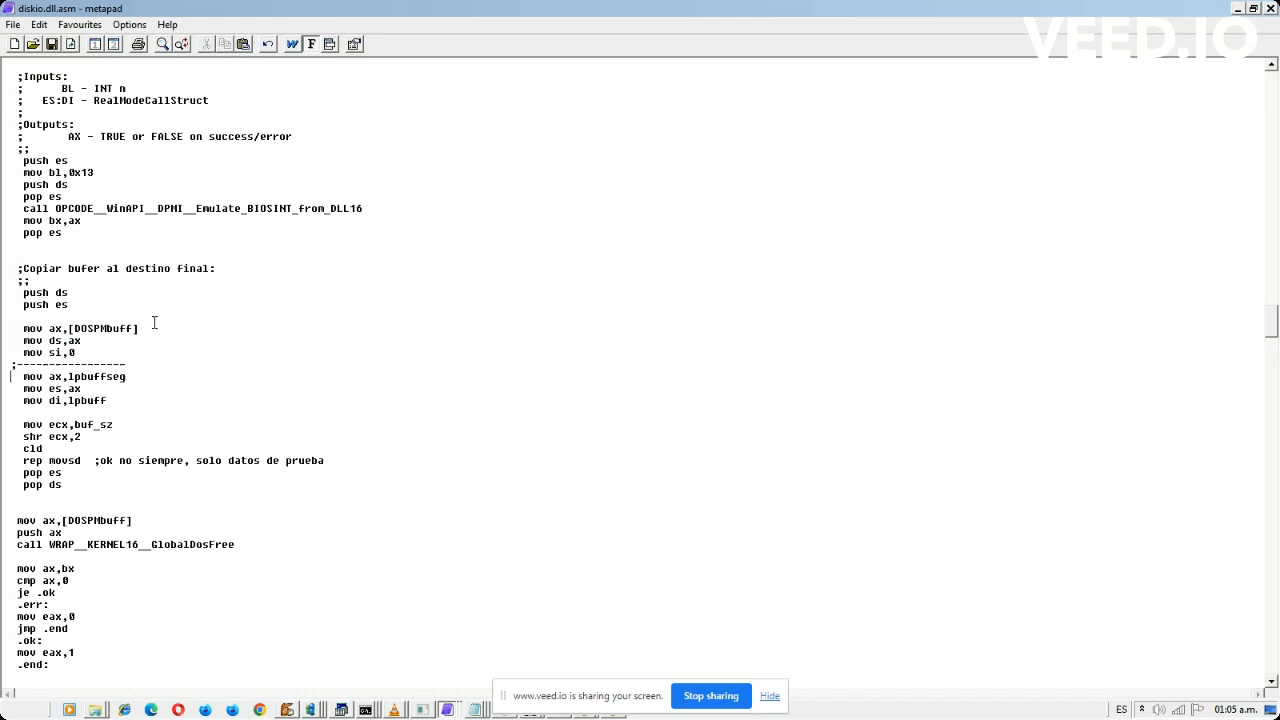 diskio.dll.asm - metapad
File Edit Favourites Options Help
VEED.IO
;Inputs:
; BL - INT n
; ES:DI - RealModeCallStruct
;
;Outputs:
; AX - TRUE or FALSE on success/error
;;
push es
mov bl,0x13
push ds
pop es
call OPCODE__WinAPI__DPMI__Emulate_BIOSINT_from_DLL16
mov bx,ax
pop es
;Copiar bufer al destino final:
;;
push ds
push es
mov ax,[DOSPMbuff]
mov ds,ax
mov si,0
;-----------------
mov ax,lpbuffseg
mov es,ax
mov di,lpbuff
mov ecx,buf_sz
shr ecx,2
cld
rep movsd ;ok no siempre, solo datos de prueba
pop es
pop ds
mov ax,[DOSPMbuff]
push ax
call WRAP__KERNEL16__GlobalDosFree
mov ax,bx
cmp ax,0
je .ok
.err:
mov eax,0
jmp .end
.ok:
mov eax,1
.end:
www.veed.io is sharing your screen. Stop sharing Hide
ES 01:05 a.m.